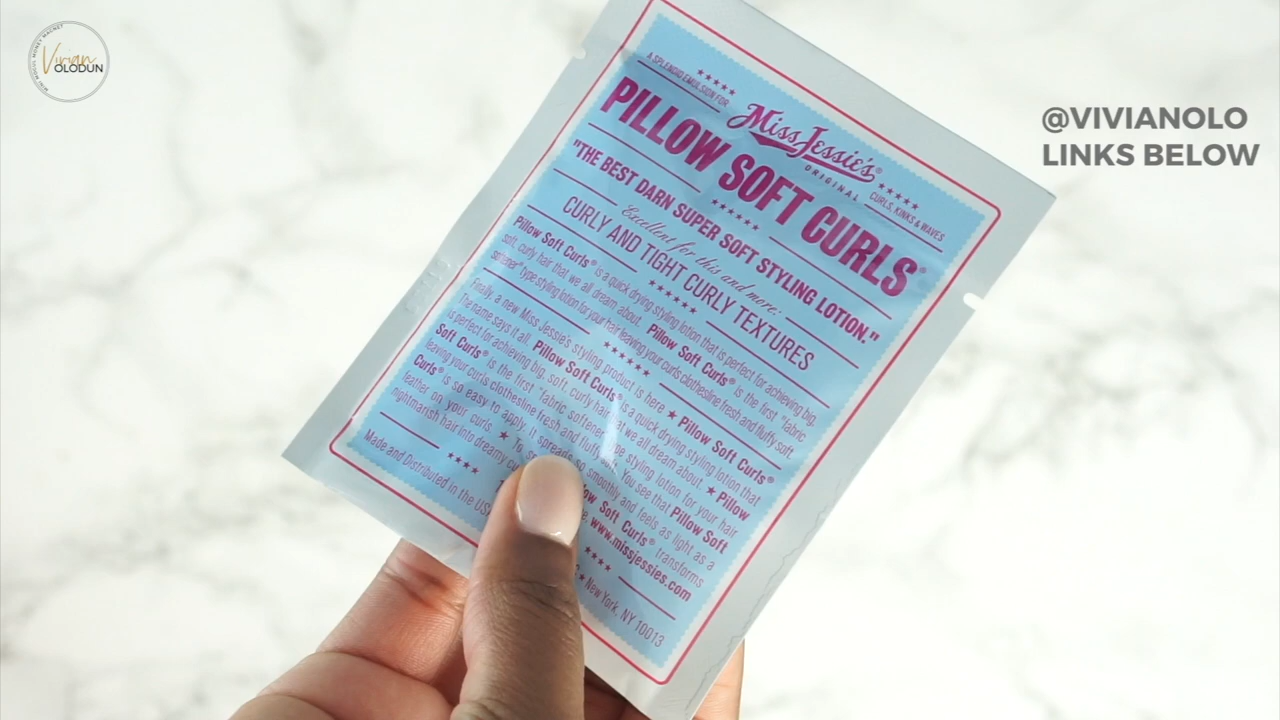 Vivian
OLODUN
@VIVIANOLO
LINKS BELOW
A SPLENDID EMULSION FOR
Miss Jessie's®
ORIGINAL
CURLS, KINKS & WAVES
PILLOW SOFT CURLS®
"THE BEST DARN SUPER SOFT STYLING LOTION."
Excellent for this and more:
CURLY AND TIGHT CURLY TEXTURES
Pillow Soft Curls® is a quick drying styling lotion that is perfect for achieving big,
soft, curly hair that we all dream about. Pillow Soft Curls® is the first "fabric
softener" type styling lotion for your hair leaving your curls clothesline fresh and fluffy soft.
Finally, a new Miss Jessie's styling product is here ★ Pillow Soft Curls®
The name says it all. Pillow Soft Curls® is a quick drying styling lotion that
is perfect for achieving big, soft, curly hair that we all dream about. ★ Pillow
Soft Curls® is the first "fabric softener" type styling lotion for your hair
leaving your curls clothesline fresh and fluffy You see that Pillow Soft
Curls® is so easy to apply. It spreads so smoothly and feels as light as a
feather on your curls ★ Soft Curls® transforms
nightmarish hair into dreamy www.missjessies.com
Made and Distributed in the USA
New York, NY 10013